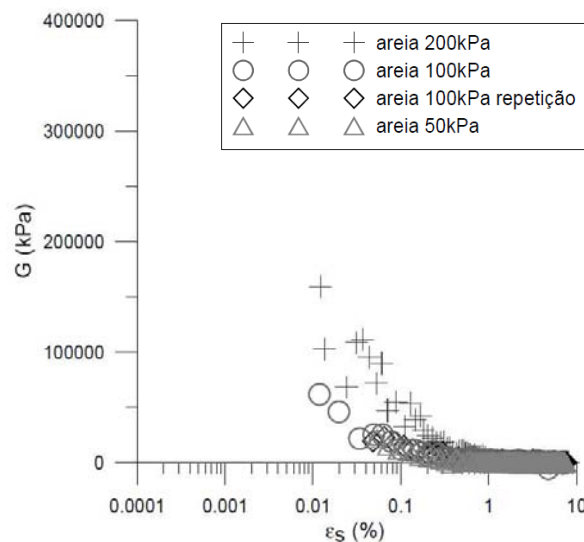 400000
300000
200000
100000
0
G (kPa)
areia 200kPa
areia 100kPa
areia 100kPa repetição
areia 50kPa
0.0001 0.001 0.01 0.1 1 10
εs (%)